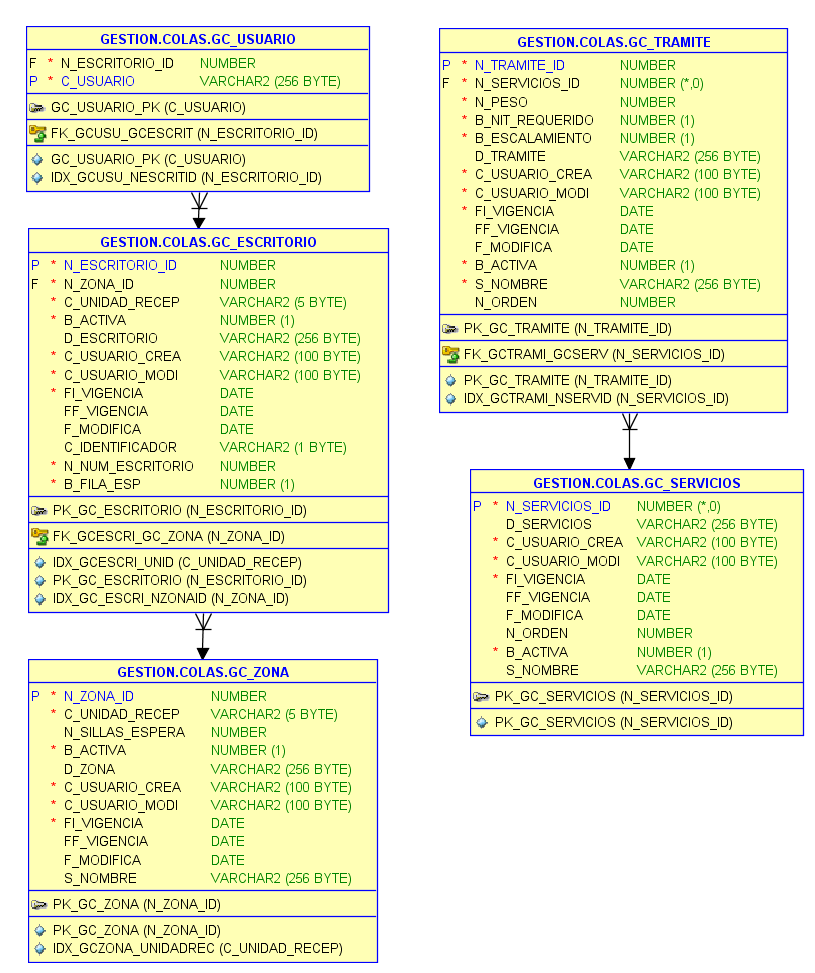 GESTION.COLAS.GC_USUARIO
F * N_ESCRITORIO_ID NUMBER
P * C_USUARIO VARCHAR2 (256 BYTE)
GC_USUARIO_PK (C_USUARIO)
FK_GCUSU_GCESCRIT (N_ESCRITORIO_ID)
GC_USUARIO_PK (C_USUARIO)
IDX_GCUSU_NESCRITID (N_ESCRITORIO_ID)
GESTION.COLAS.GC_ESCRITORIO
P * N_ESCRITORIO_ID NUMBER
F * N_ZONA_ID NUMBER
* C_UNIDAD_RECEP VARCHAR2 (5 BYTE)
* B_ACTIVA NUMBER (1)
D_ESCRITORIO VARCHAR2 (256 BYTE)
* C_USUARIO_CREA VARCHAR2 (100 BYTE)
* C_USUARIO_MODI VARCHAR2 (100 BYTE)
* FI_VIGENCIA DATE
FF_VIGENCIA DATE
F_MODIFICA DATE
C_IDENTIFICADOR VARCHAR2 (1 BYTE)
* N_NUM_ESCRITORIO NUMBER
* B_FILA_ESP NUMBER (1)
PK_GC_ESCRITORIO (N_ESCRITORIO_ID)
FK_GCESCRI_GC_ZONA (N_ZONA_ID)
IDX_GCESCRI_UNID (C_UNIDAD_RECEP)
PK_GC_ESCRITORIO (N_ESCRITORIO_ID)
IDX_GC_ESCRI_NZONAID (N_ZONA_ID)
GESTION.COLAS.GC_ZONA
P * N_ZONA_ID NUMBER
* C_UNIDAD_RECEP VARCHAR2 (5 BYTE)
N_SILLAS_ESPERA NUMBER
* B_ACTIVA NUMBER (1)
D_ZONA VARCHAR2 (256 BYTE)
* C_USUARIO_CREA VARCHAR2 (100 BYTE)
* C_USUARIO_MODI VARCHAR2 (100 BYTE)
* FI_VIGENCIA DATE
FF_VIGENCIA DATE
F_MODIFICA DATE
S_NOMBRE VARCHAR2 (256 BYTE)
PK_GC_ZONA (N_ZONA_ID)
PK_GC_ZONA (N_ZONA_ID)
IDX_GCZONA_UNIDADREC (C_UNIDAD_RECEP)
GESTION.COLAS.GC_TRAMITE
P * N_TRAMITE_ID NUMBER
F * N_SERVICIOS_ID NUMBER (*,0)
* N_PESO NUMBER
* B_NIT_REQUERIDO NUMBER (1)
* B_ESCALAMIENTO NUMBER (1)
D_TRAMITE VARCHAR2 (256 BYTE)
* C_USUARIO_CREA VARCHAR2 (100 BYTE)
* C_USUARIO_MODI VARCHAR2 (100 BYTE)
* FI_VIGENCIA DATE
FF_VIGENCIA DATE
F_MODIFICA DATE
* B_ACTIVA NUMBER (1)
* S_NOMBRE VARCHAR2 (256 BYTE)
N_ORDEN NUMBER
PK_GC_TRAMITE (N_TRAMITE_ID)
FK_GCTRAMI_GCSERV (N_SERVICIOS_ID)
PK_GC_TRAMITE (N_TRAMITE_ID)
IDX_GCTRAMI_NSERVID (N_SERVICIOS_ID)
GESTION.COLAS.GC_SERVICIOS
P * N_SERVICIOS_ID NUMBER (*,0)
D_SERVICIOS VARCHAR2 (256 BYTE)
* C_USUARIO_CREA VARCHAR2 (100 BYTE)
* C_USUARIO_MODI VARCHAR2 (100 BYTE)
* FI_VIGENCIA DATE
FF_VIGENCIA DATE
F_MODIFICA DATE
N_ORDEN NUMBER
* B_ACTIVA NUMBER (1)
S_NOMBRE VARCHAR2 (256 BYTE)
PK_GC_SERVICIOS (N_SERVICIOS_ID)
PK_GC_SERVICIOS (N_SERVICIOS_ID)